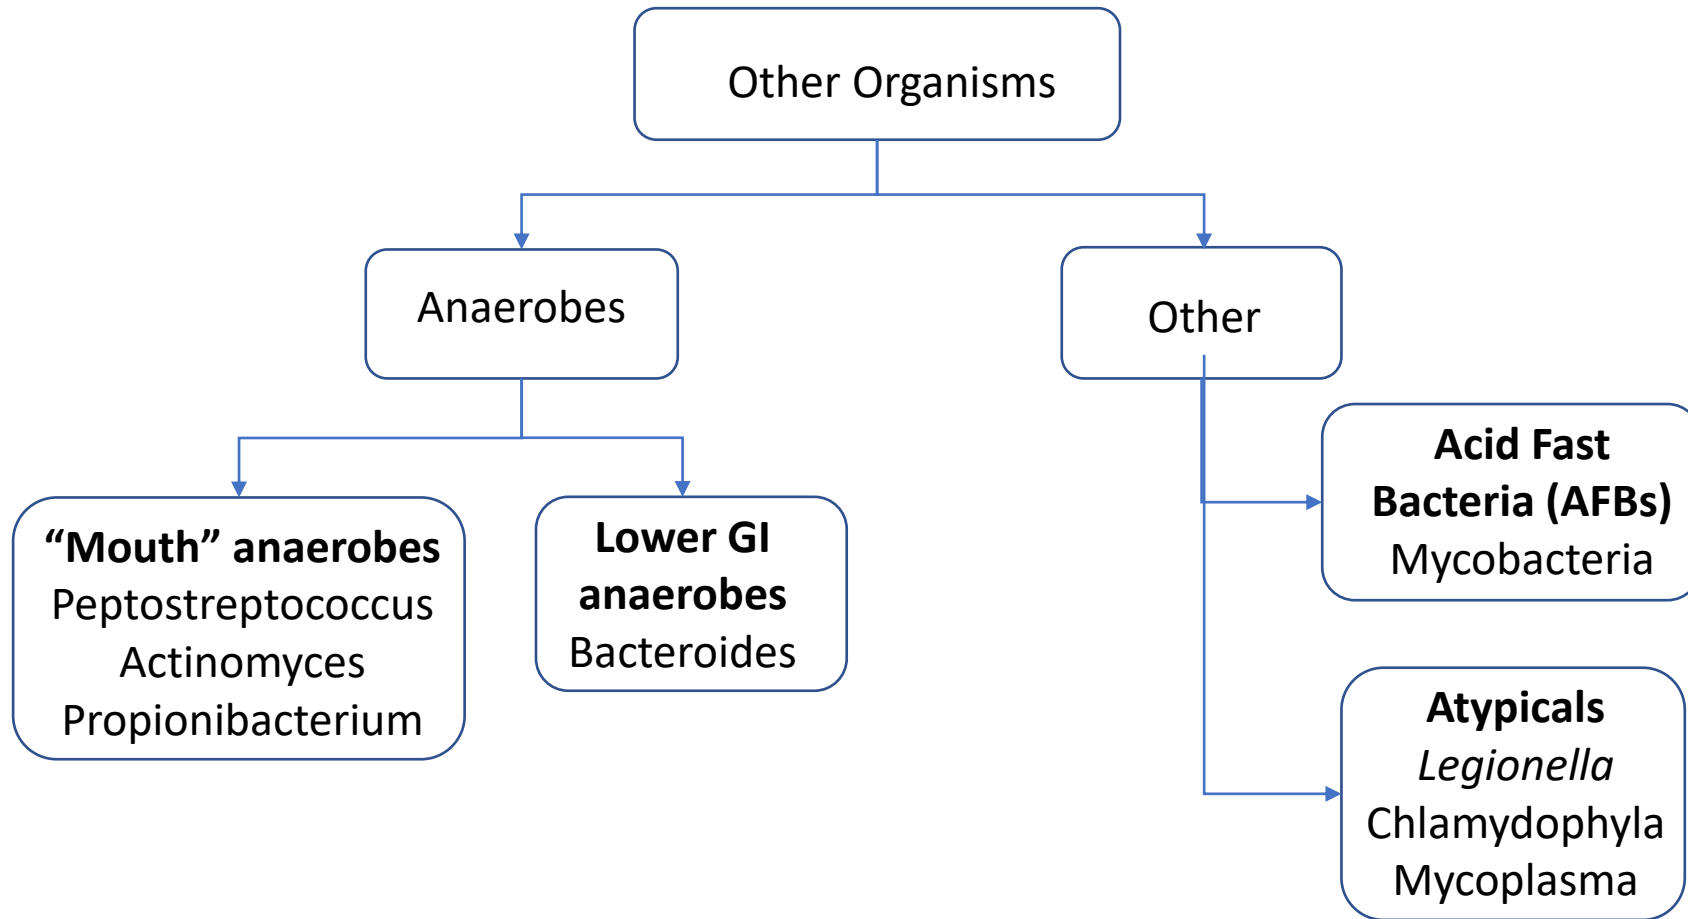 Other Organisms
Anaerobes
Other
“Mouth” anaerobes
Peptostreptococcus
Actinomyces
Propionibacterium
Lower GI
anaerobes
Bacteroides
Acid Fast
Bacteria (AFBs)
Mycobacteria
Atypicals
Legionella
Chlamydophyla
Mycoplasma